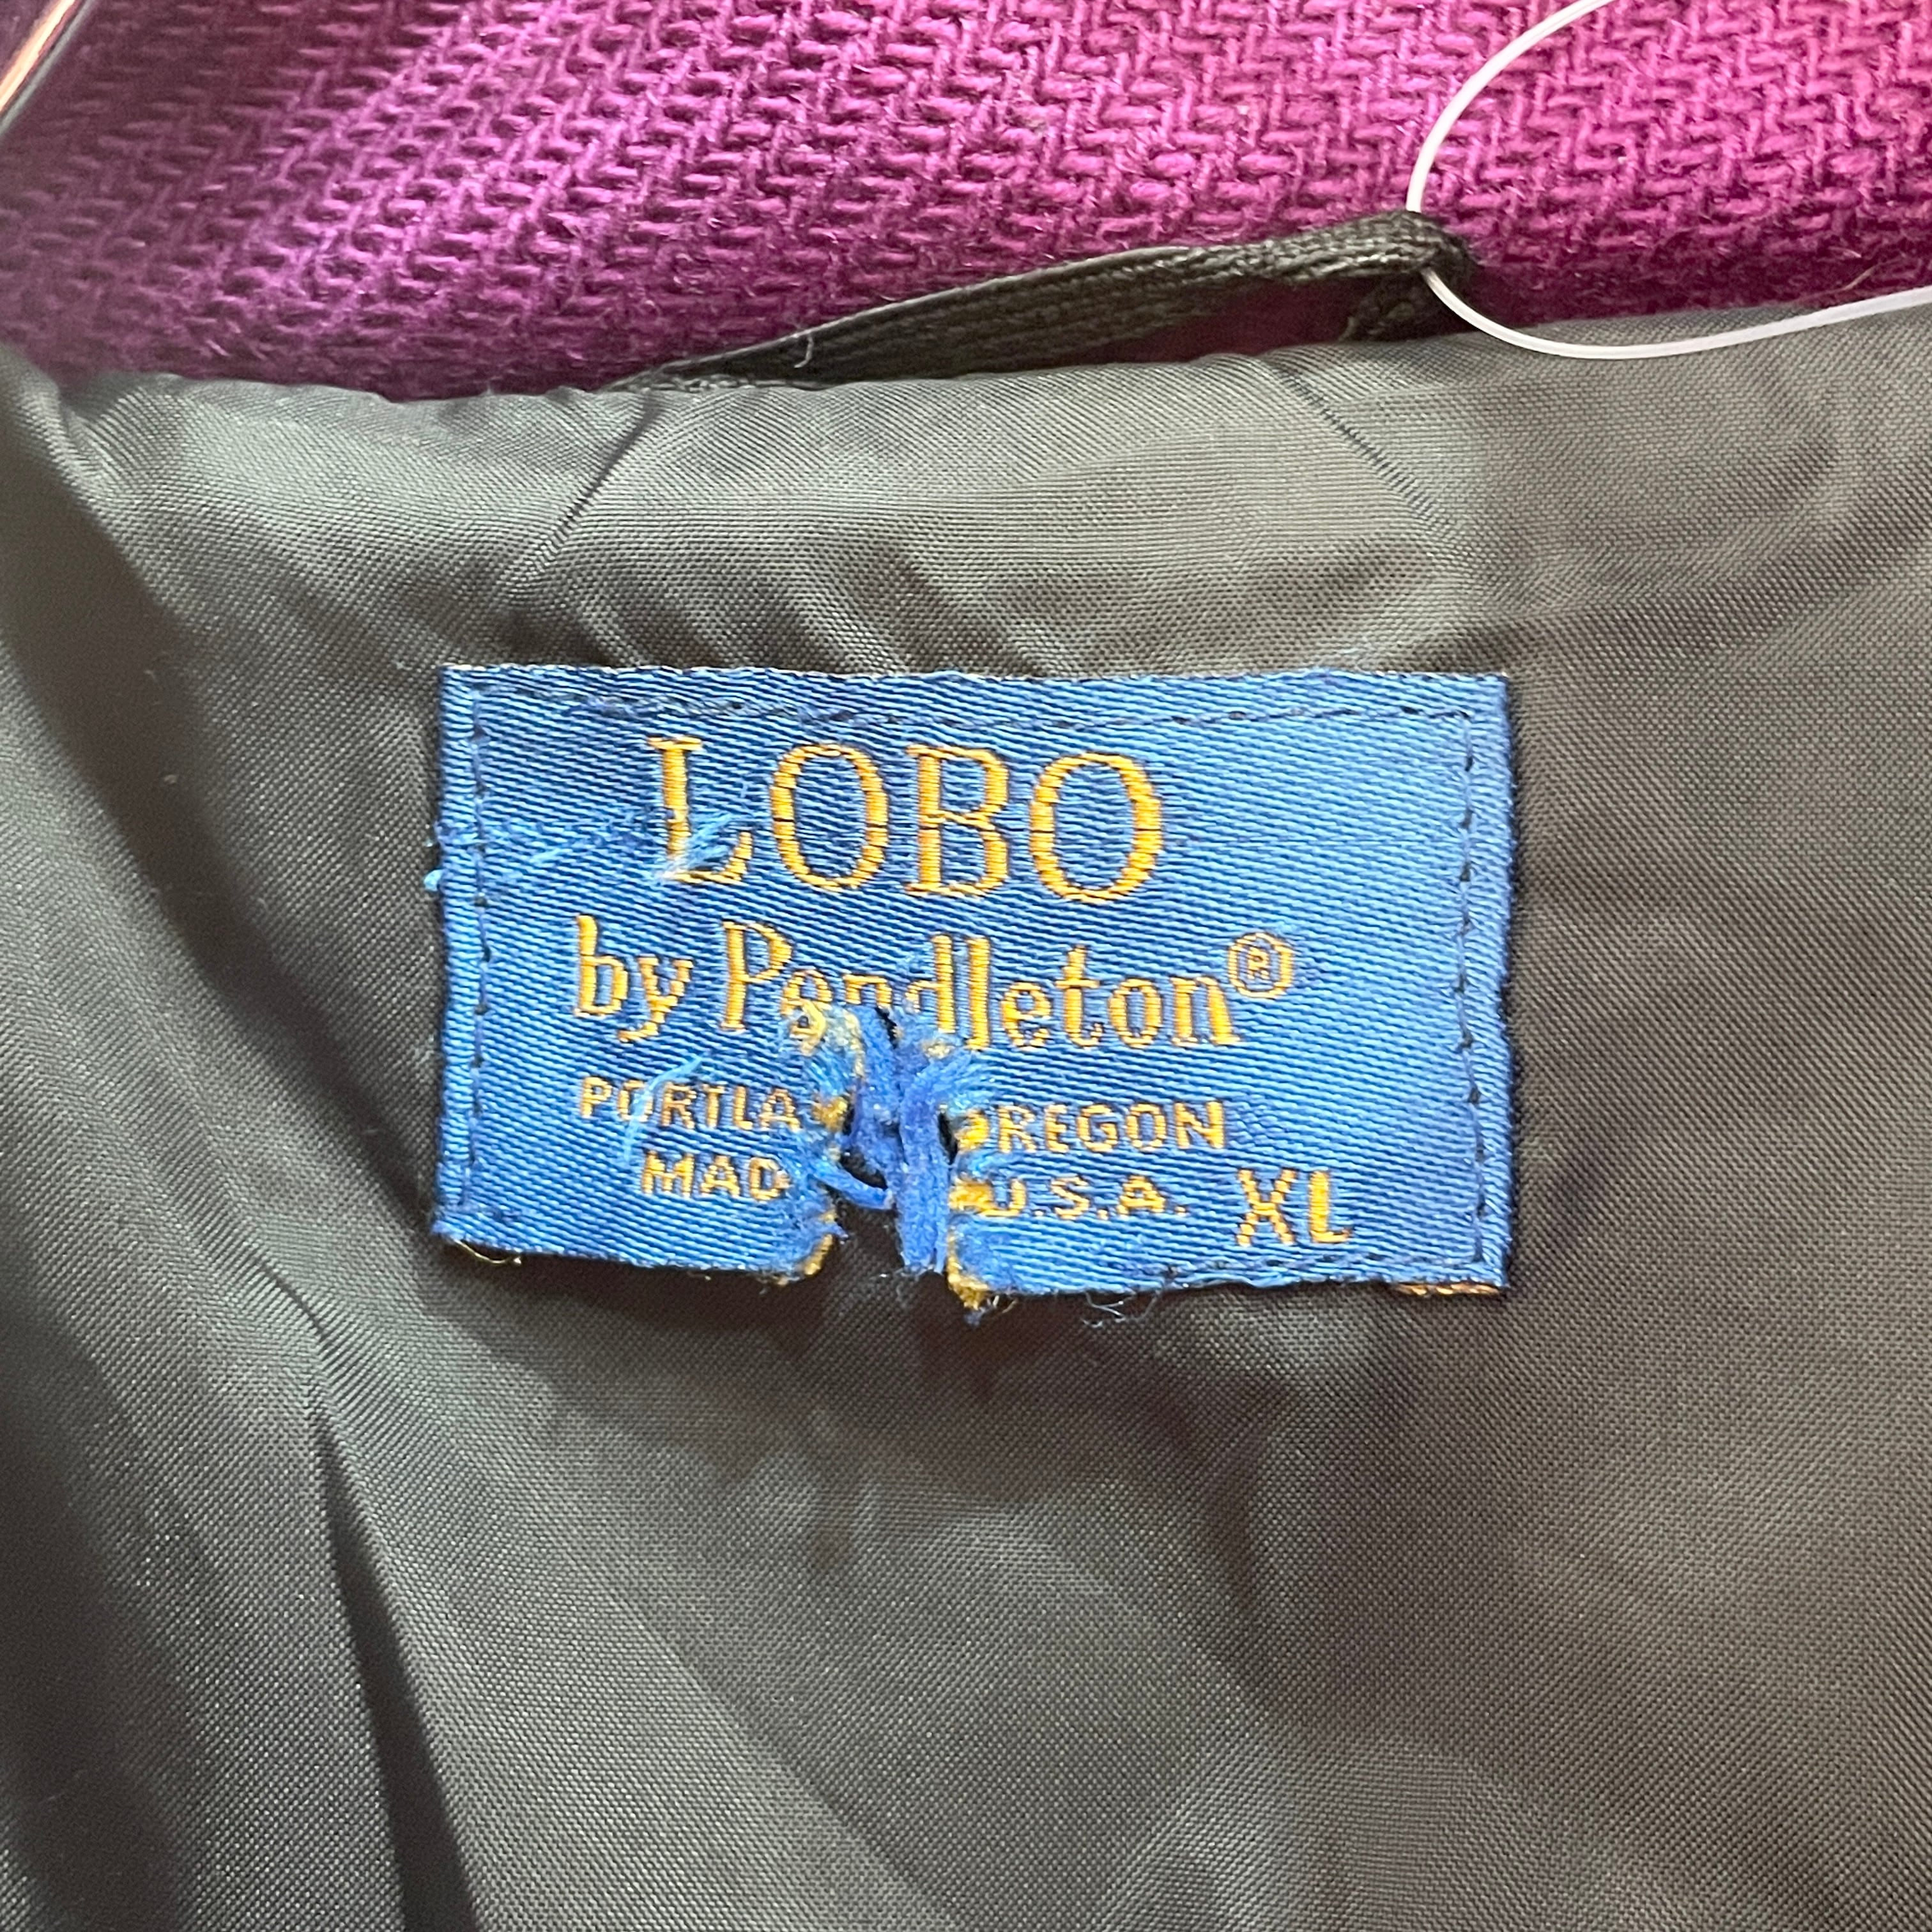 LOBO
by Pendleton®
OREGON
U.S.A. XL